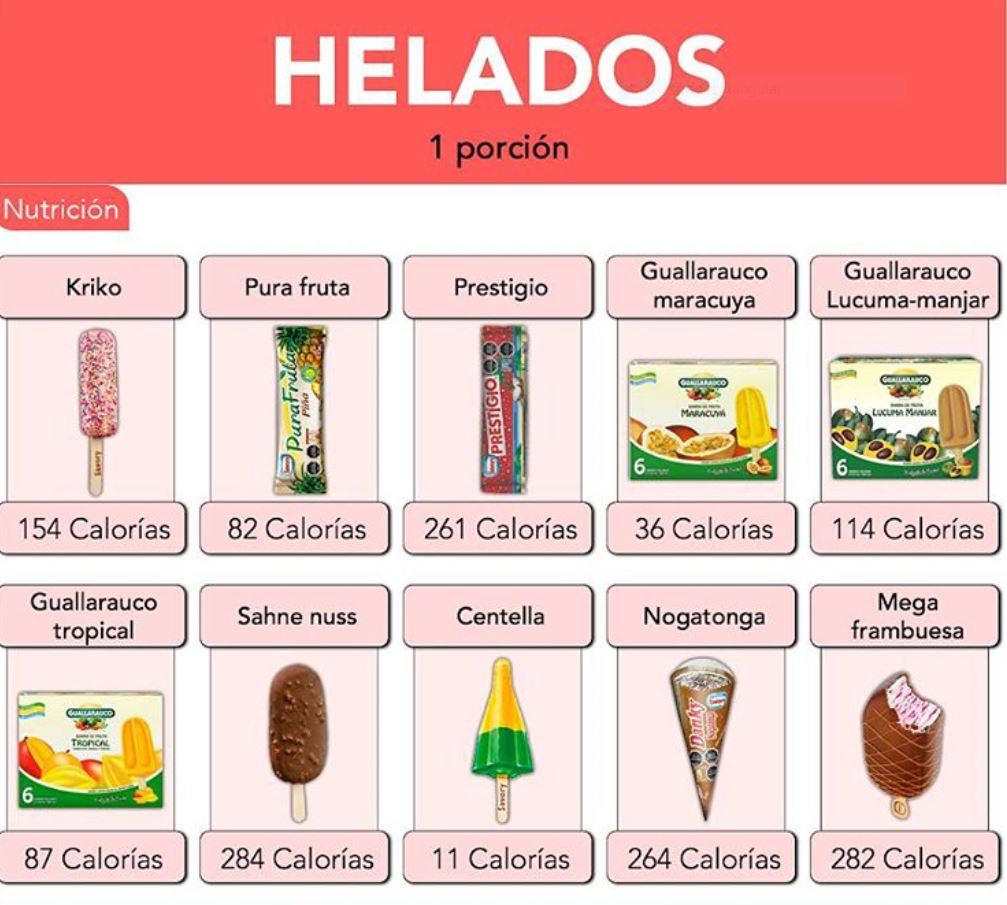 HELADOS
1 porción
Nutrición
Kriko
Pura fruta
Prestigio
Guallarauco
maracuya
Guallarauco
Lucuma-manjar
Savory
PuraFruta
Piña
PRESTIGIO
GUALLARAUCO
MARACUYÁ
6
GUALLARAUCO
LUCUMA MANJAR
6
154 Calorías
82 Calorías
261 Calorías
36 Calorías
114 Calorías
Guallarauco
tropical
Sahne nuss
Centella
Nogatonga
Mega
frambuesa
GUALLARAUCO
TROPICAL
6
Savory
Danky
87 Calorías
284 Calorías
11 Calorías
264 Calorías
282 Calorías